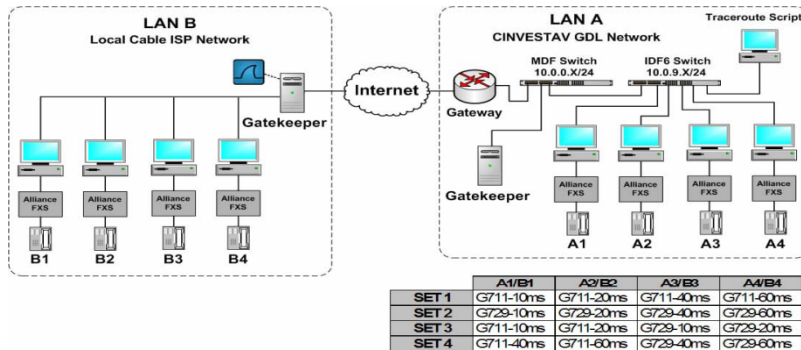 LAN B
Local Cable ISP Network
Gatekeeper
Alliance FXS
Alliance FXS
Alliance FXS
Alliance FXS
B1 B2 B3 B4
Internet
LAN A
CINVESTAV GDL Network
Traceroute Script
MDF Switch
10.0.0.X/24
IDF6 Switch
10.0.9.X/24
Gateway
Gatekeeper
Alliance FXS
Alliance FXS
Alliance FXS
Alliance FXS
A1 A2 A3 A4
A1/B1 A2/B2 A3/B3 A4/B4
SET 1 G711-10ms G711-20ms G711-40ms G711-60ms
SET 2 G729-10ms G729-20ms G729-40ms G729-60ms
SET 3 G711-10ms G711-20ms G729-10ms G729-20ms
SET 4 G711-40ms G711-60ms G729-40ms G729-60ms